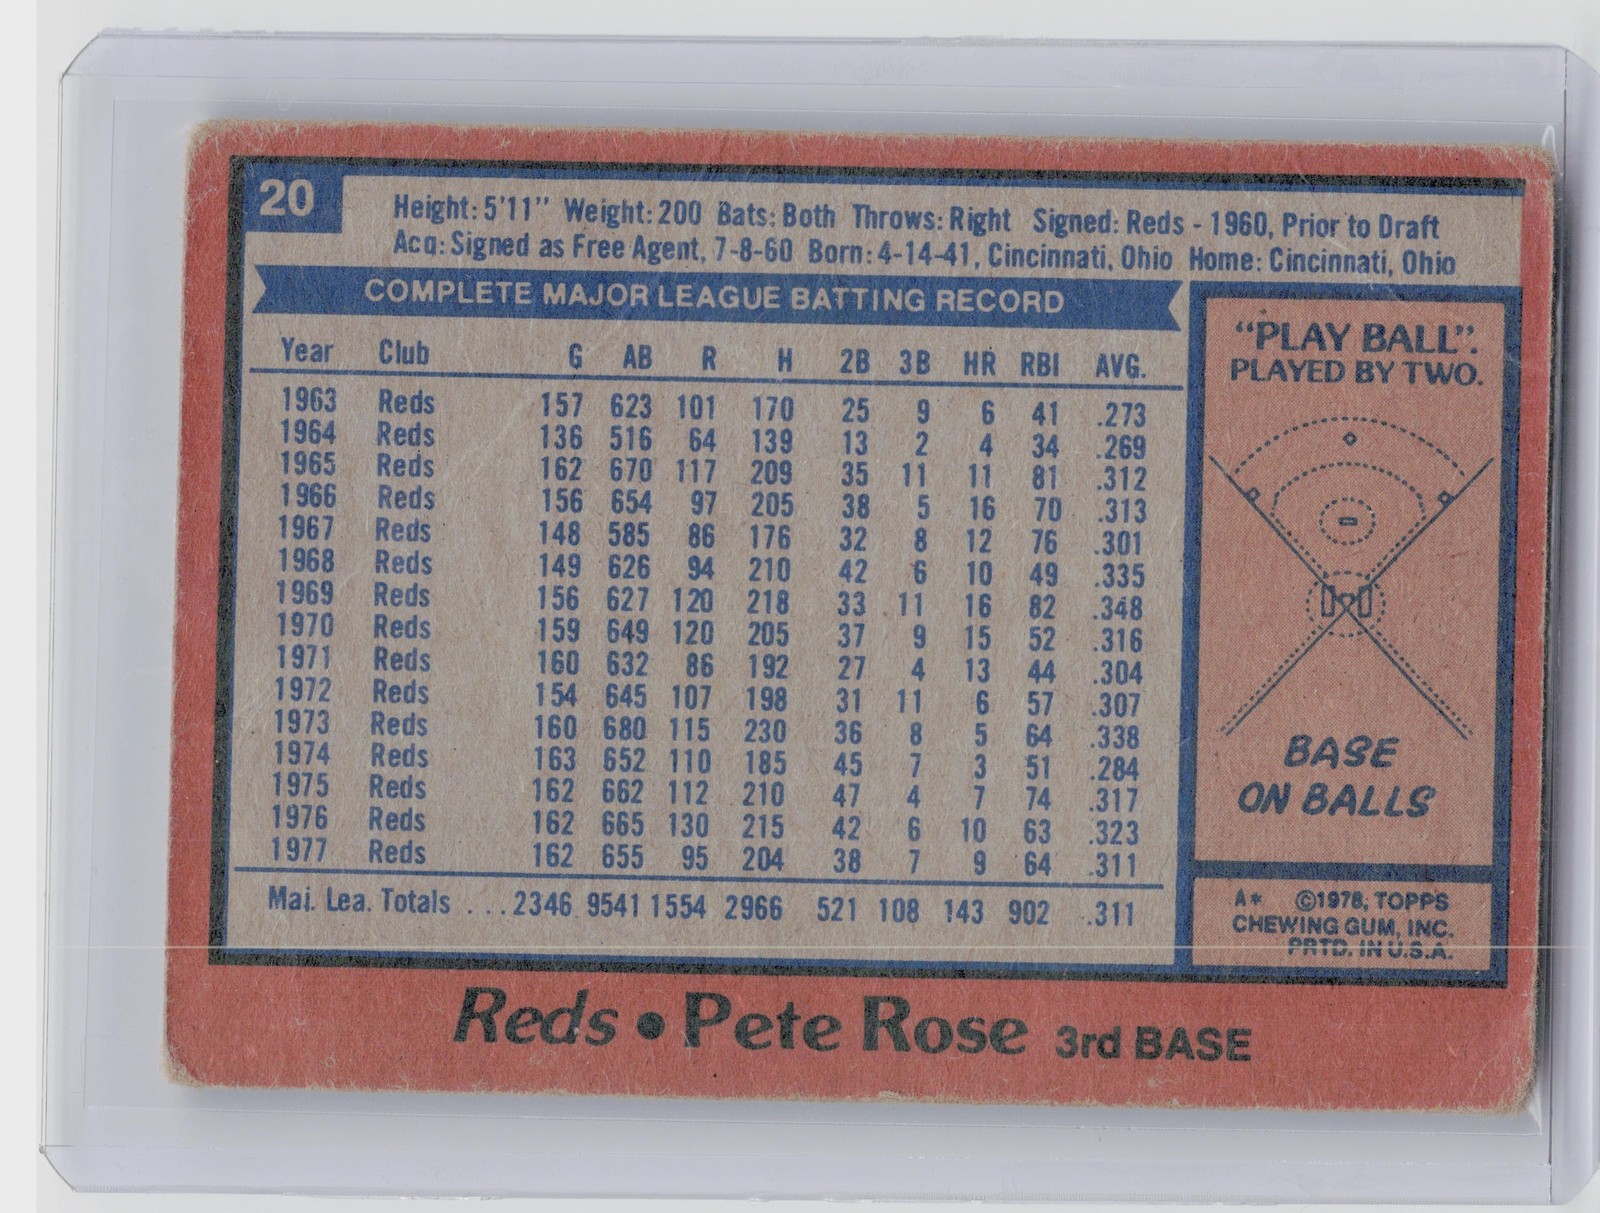 20
Height: 5'11" Weight: 200 Bats: Both Throws: Right Signed: Reds - 1960, Prior to Draft
Acq: Signed as Free Agent, 7-8-60 Born: 4-14-41, Cincinnati, Ohio Home: Cincinnati, Ohio
COMPLETE MAJOR LEAGUE BATTING RECORD
Year Club G AB R H 2B 3B HR RBI AVG.
1963 Reds 157 623 101 170 25 9 6 41 .273
1964 Reds 136 516 64 139 13 2 4 34 .269
1965 Reds 162 670 117 209 35 11 11 81 .312
1966 Reds 156 654 97 205 38 5 16 70 .313
1967 Reds 148 585 86 176 32 8 12 76 .301
1968 Reds 149 626 94 210 42 6 10 49 .335
1969 Reds 156 627 120 218 33 11 16 82 .348
1970 Reds 159 649 120 205 37 9 15 52 .316
1971 Reds 160 632 86 192 27 4 13 44 .304
1972 Reds 154 645 107 198 31 11 6 57 .307
1973 Reds 160 680 115 230 36 8 5 64 .338
1974 Reds 163 652 110 185 45 7 3 51 .284
1975 Reds 162 662 112 210 47 4 7 74 .317
1976 Reds 162 665 130 215 42 6 10 63 .323
1977 Reds 162 655 95 204 38 7 9 64 .311
Maj. Lea. Totals ...2346 9541 1554 2966 521 108 143 902 .311
"PLAY BALL".
PLAYED BY TWO.
BASE
ON BALLS
A* ©1978, TOPPS
CHEWING GUM, INC.
PRTD. IN U.S.A.
Reds • Pete Rose 3rd BASE